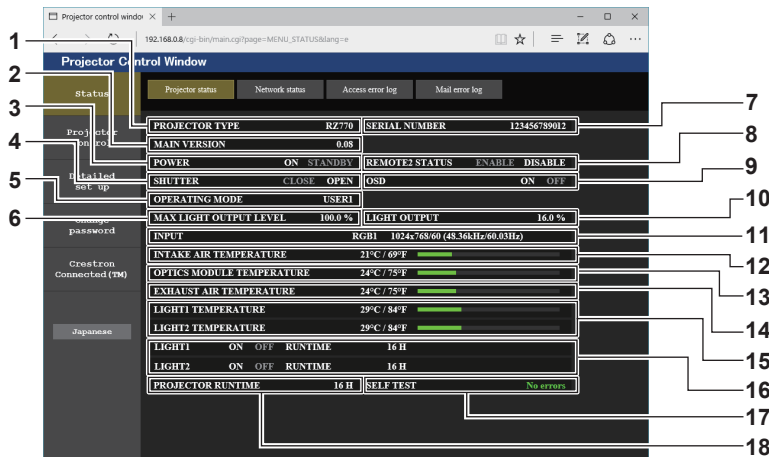 Projector control windov × +
192.168.0.8/cgi-bin/main.cgi?page=MENU_STATUS&lang=e
Projector Control Window
Status
Projector status Network status Access error log Mail error log
Projector control
Detailed set up
Change password
Crestron Connected(TM)
Japanese
PROJECTOR TYPE RZ770 SERIAL NUMBER 123456789012
MAIN VERSION 0.08
POWER ON STANDBY REMOTE2 STATUS ENABLE DISABLE
SHUTTER CLOSE OPEN OSD ON OFF
OPERATING MODE USER1
MAX LIGHT OUTPUT LEVEL 100.0 % LIGHT OUTPUT 16.0 %
INPUT RGB1 1024x768/60 (48.36kHz/60.03Hz)
INTAKE AIR TEMPERATURE 21°C / 69°F
OPTICS MODULE TEMPERATURE 24°C / 75°F
EXHAUST AIR TEMPERATURE 24°C / 75°F
LIGHT1 TEMPERATURE 29°C / 84°F
LIGHT2 TEMPERATURE 29°C / 84°F
LIGHT1 ON OFF RUNTIME 16 H
LIGHT2 ON OFF RUNTIME 16 H
PROJECTOR RUNTIME 16 H SELF TEST No errors
1
2
3
4
5
6
7
8
9
10
11
12
13
14
15
16
17
18